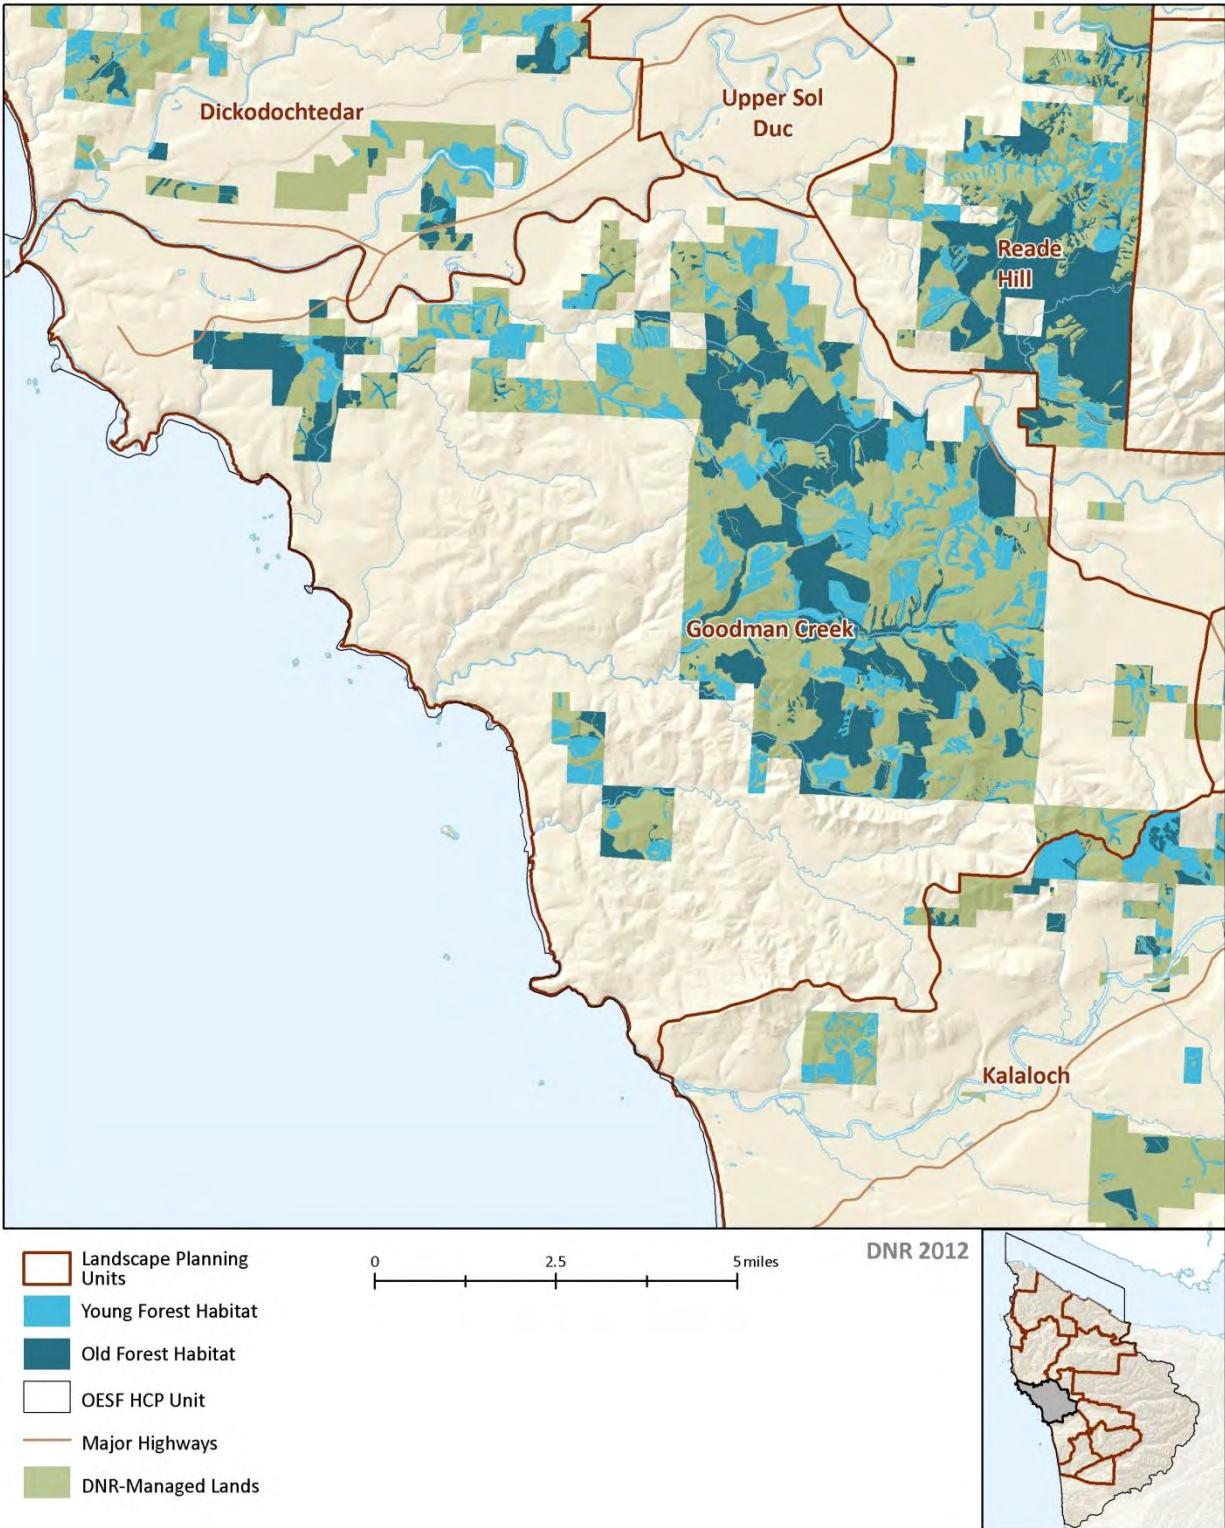 Dickodochtedar
Upper Sol
Duc
Reade
Hill
Goodman Creek
Kalaloch
Landscape Planning
Units
Young Forest Habitat
Old Forest Habitat
OESF HCP Unit
Major Highways
DNR-Managed Lands
0 2.5 5 miles
DNR 2012